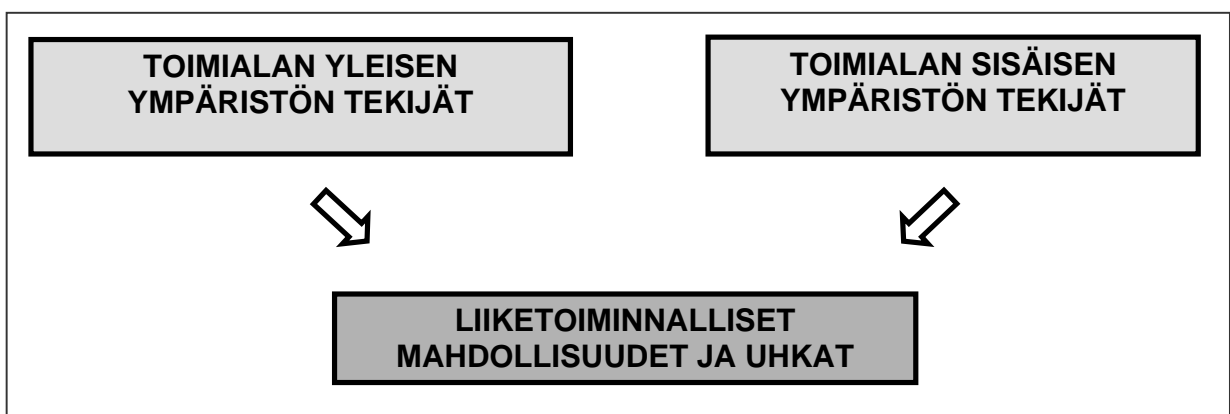 TOIMIALAN YLEISEN
YMPÄRISTÖN TEKIJÄT
TOIMIALAN SISÄISEN
YMPÄRISTÖN TEKIJÄT
LIIKETOIMINNALLISET
MAHDOLLISUUDET JA UHKAT